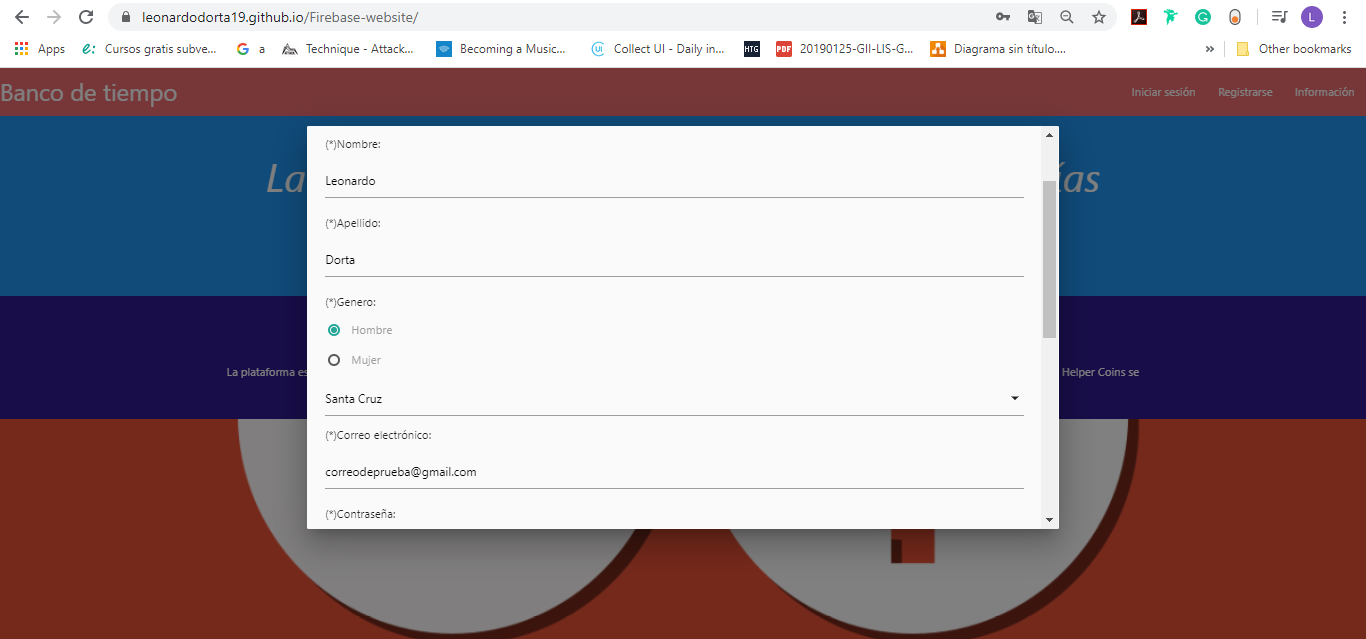 leonardodorta19.github.io/Firebase-website/
L
Apps Cursos gratis subve... a Technique - Attack... Becoming a Music... Collect UI - Daily in... 20190125-GII-LIS-G... Diagrama sin título.... » Other bookmarks
Banco de tiempo
Iniciar sesión Registrarse Información
La
ías
(*)Nombre:
Leonardo
(*)Apellido:
Dorta
(*)Genero:
Hombre
Mujer
La plataforma es
Helper Coins se
Santa Cruz
(*)Correo electrónico:
correodeprueba@gmail.com
(*)Contraseña: